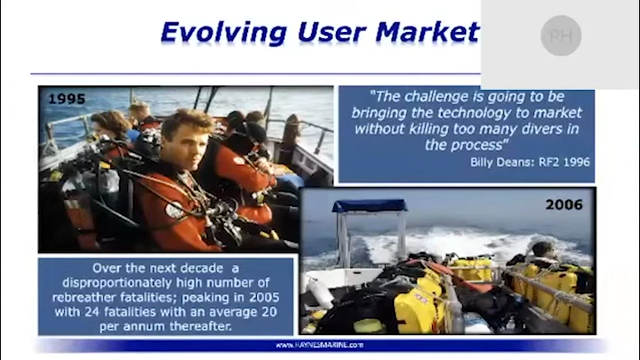 Evolving User Market
PH
1995
"The challenge is going to be
bringing the technology to market
without killing too many divers in
the process"
Billy Deans: RF2 1996
2006
Over the next decade a
disproportionately high number of
rebreather fatalities; peaking in 2005
with 24 fatalities with an average 20
per annum thereafter.
www.HAYNESMARINE.com